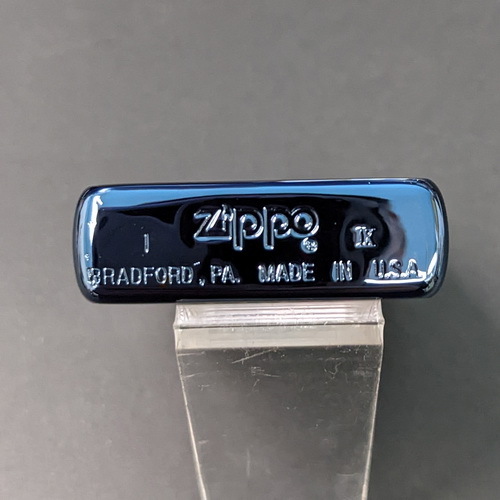 Zippo®
I IX
BRADFORD, PA. MADE IN U.S.A.